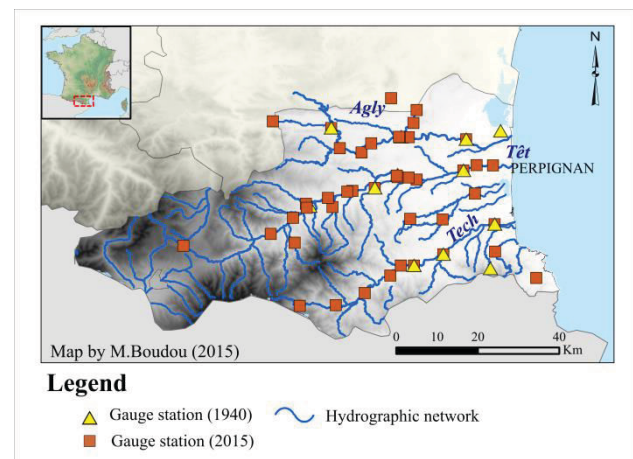 N
Agly
Têt
PERPIGNAN
Tech
0 10 20 40
Km
Map by M.Boudou (2015)
Legend
Gauge station (1940)
Hydrographic network
Gauge station (2015)